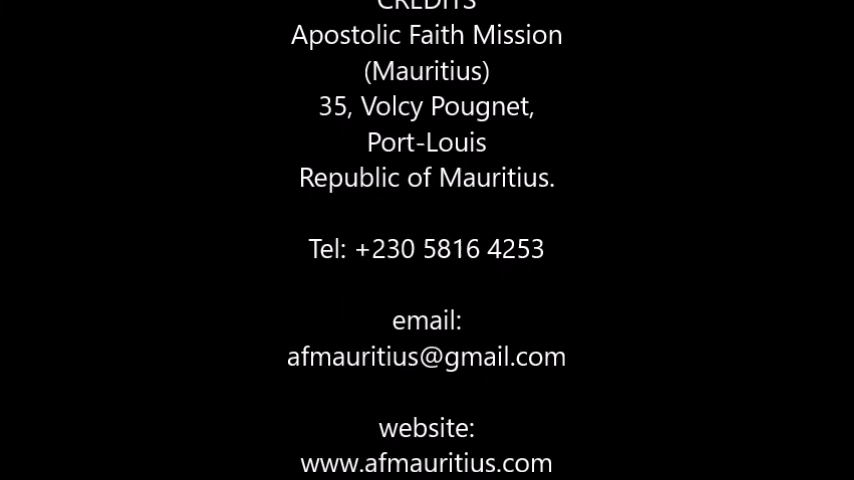 CREDITS
Apostolic Faith Mission
(Mauritius)
35, Volcy Pougnet,
Port-Louis
Republic of Mauritius.
Tel: +230 5816 4253
email:
afmauritius@gmail.com
website:
www.afmauritius.com